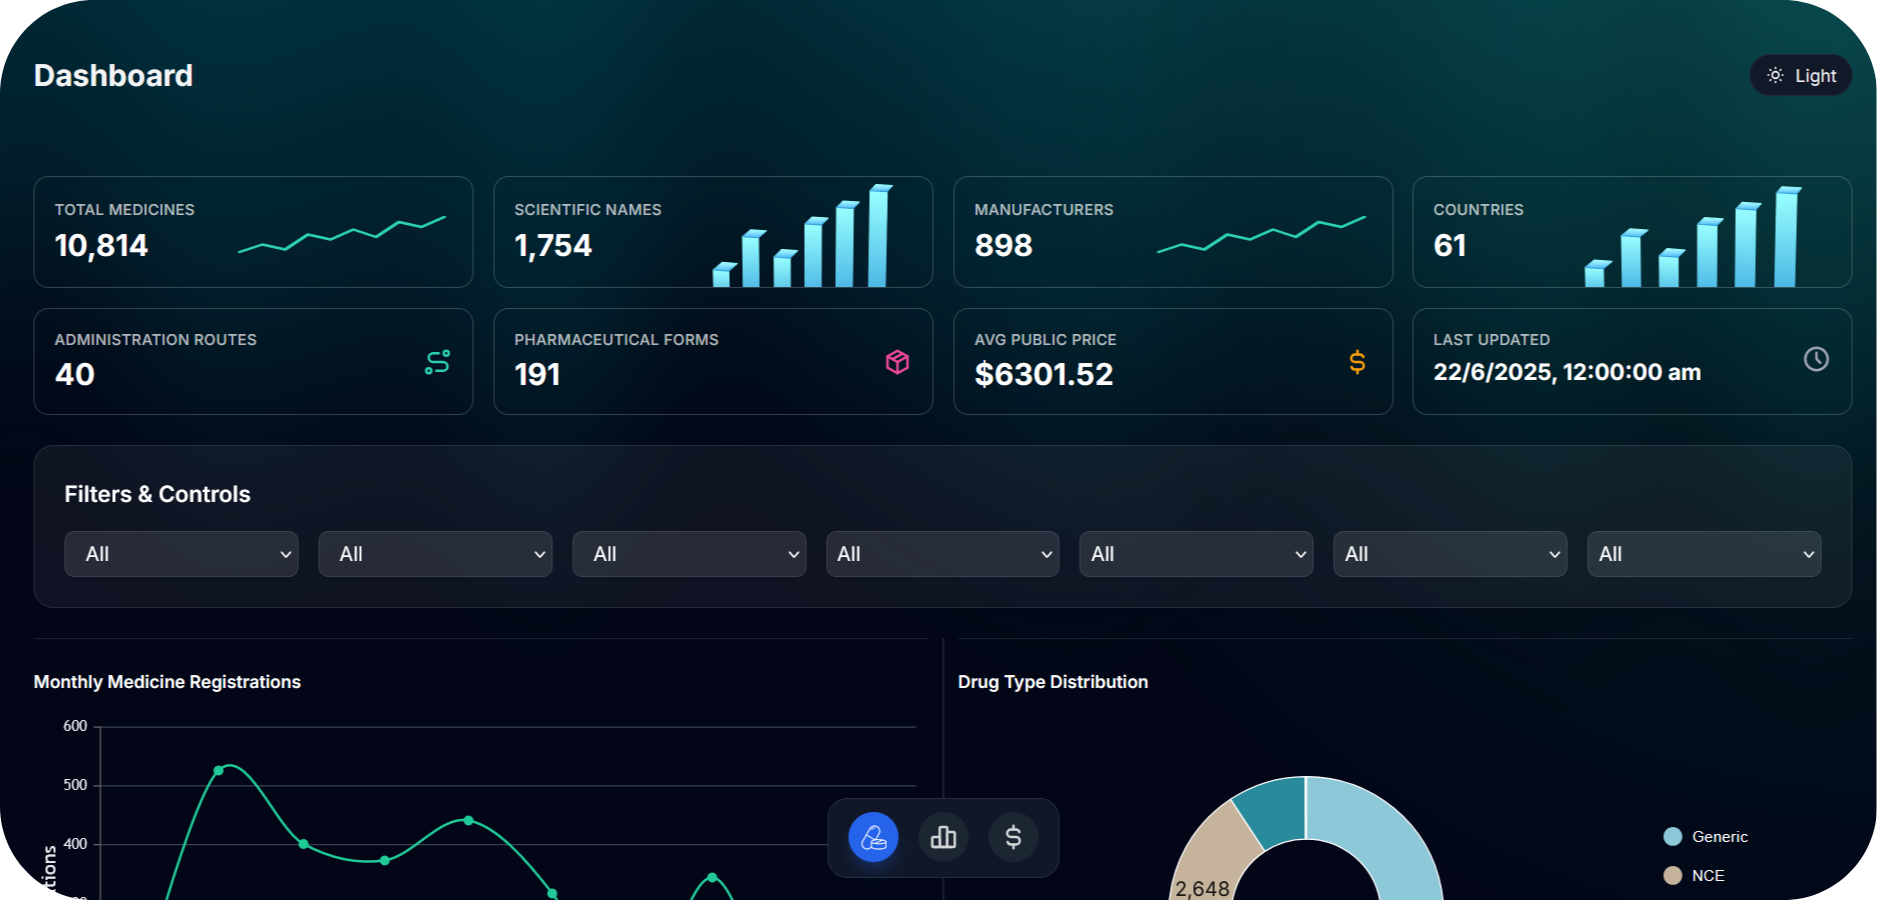 Dashboard
Light
TOTAL MEDICINES
10,814
SCIENTIFIC NAMES
1,754
MANUFACTURERS
898
COUNTRIES
61
ADMINISTRATION ROUTES
40
PHARMACEUTICAL FORMS
191
AVG PUBLIC PRICE
$6301.52
LAST UPDATED
22/6/2025, 12:00:00 am
Filters & Controls
All
All
All
All
All
All
All
Monthly Medicine Registrations
600
500
400
Drug Type Distribution
2,648
Generic
NCE